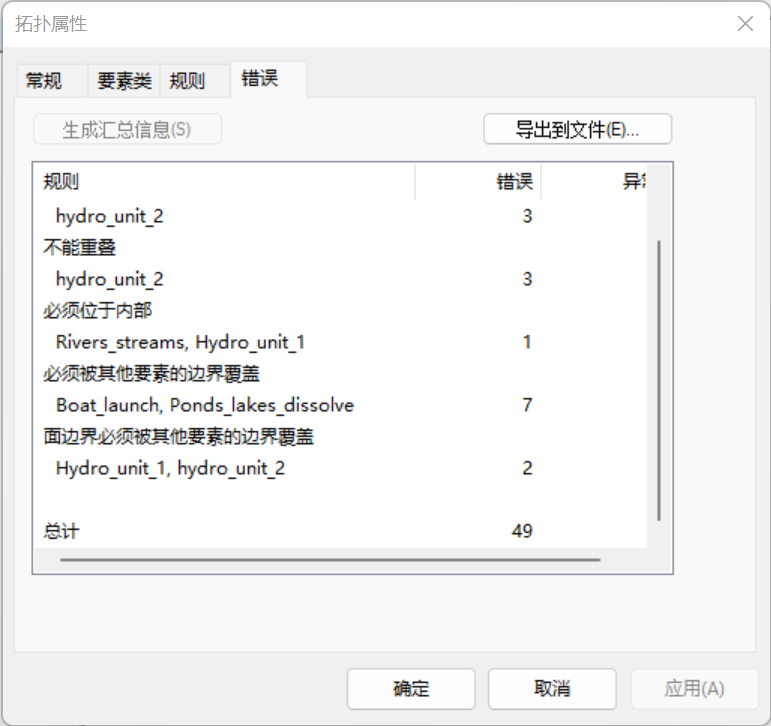 拓扑属性
常规 要素类 规则 错误
生成汇总信息(S) 导出到文件(E)...
规则 错误
hydro_unit_2 3
不能重叠
hydro_unit_2 3
必须位于内部
Rivers_streams, Hydro_unit_1 1
必须被其他要素的边界覆盖
Boat_launch, Ponds_lakes_dissolve 7
面边界必须被其他要素的边界覆盖
Hydro_unit_1, hydro_unit_2 2
总计 49
确定 取消 应用(A)